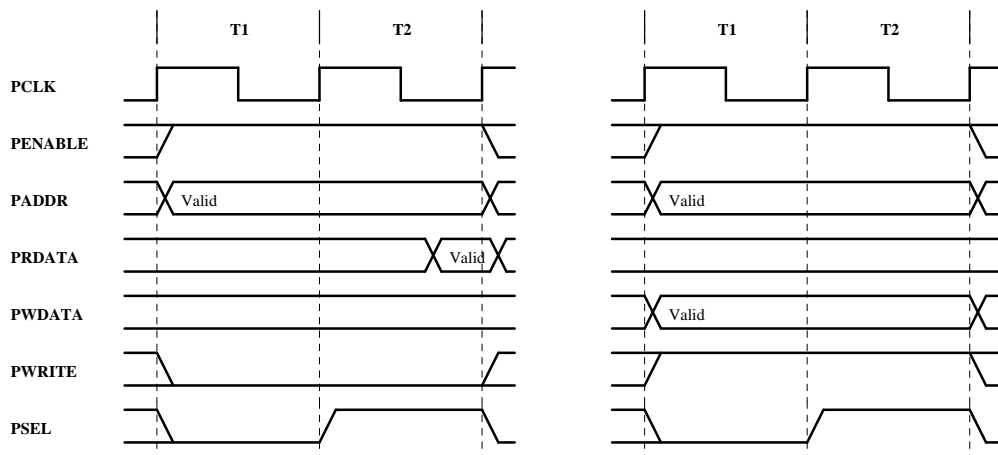 T1 T2 T1 T2
PCLK
PENABLE
PADDR Valid Valid
PRDATA Valid
PWDATA Valid
PWRITE
PSEL